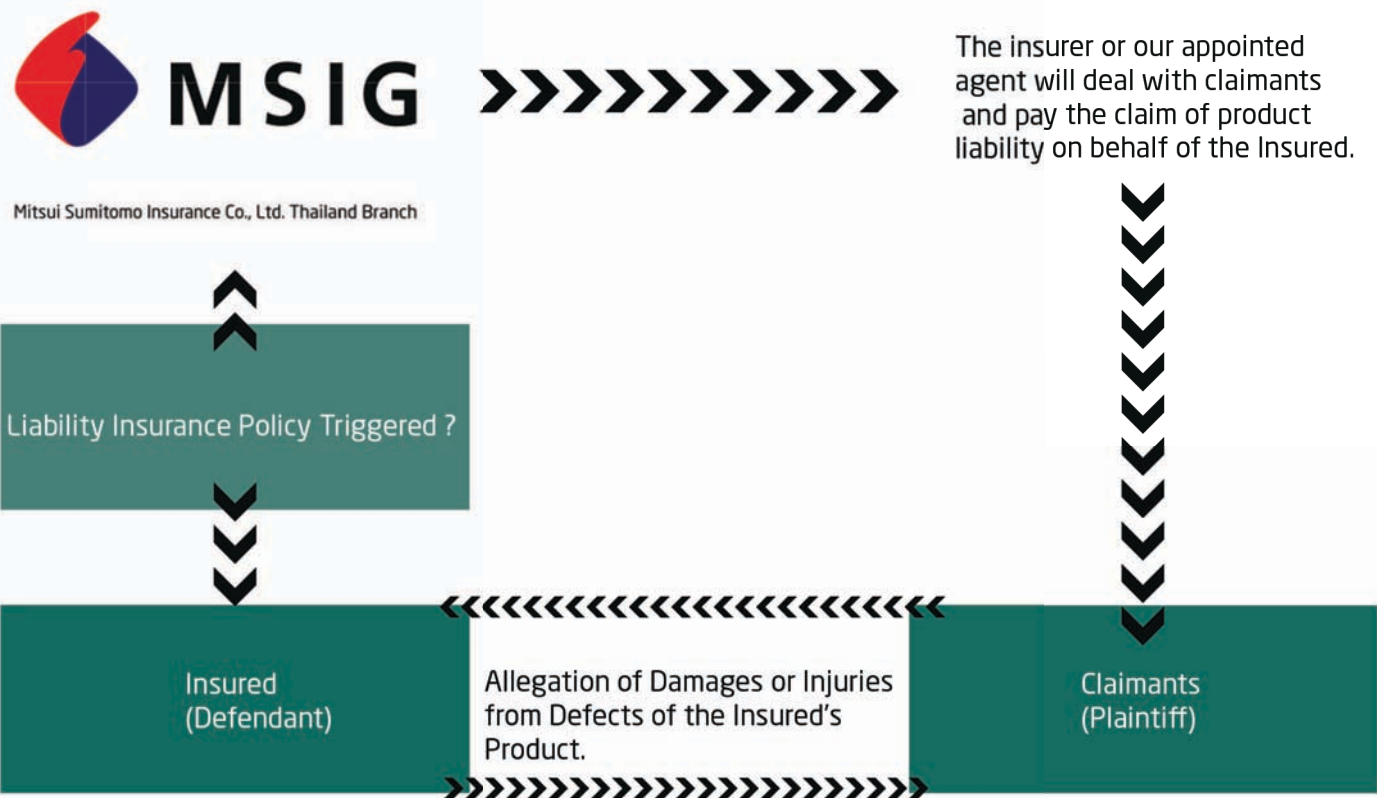 MSIG
Mitsui Sumitomo Insurance Co., Ltd. Thailand Branch
The insurer or our appointed
agent will deal with claimants
and pay the claim of product
liability on behalf of the Insured.
Liability Insurance Policy Triggered ?
Insured
(Defendant)
Allegation of Damages or Injuries
from Defects of the Insured's
Product.
Claimants
(Plaintiff)